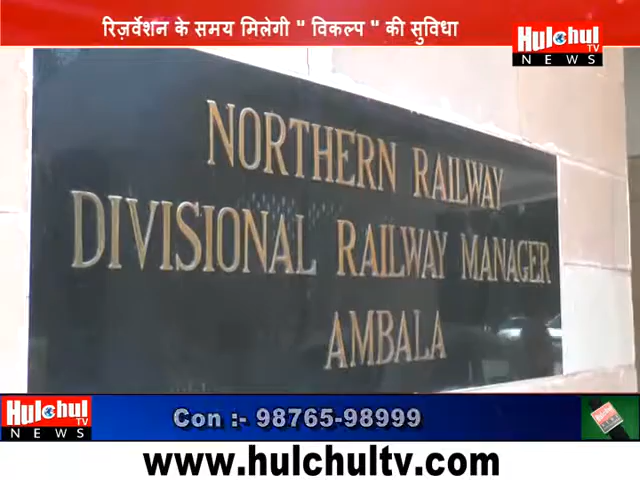 रिज़र्वेशन के समय मिलेगी " विकल्प " की सुविधा
Hulchul
TV
NEWS
NORTHERN RAILWAY
DIVISIONAL RAILWAY MANAGER
AMBALA
Hulchul
TV
NEWS
Con :- 98765-98999
www.hulchultv.com